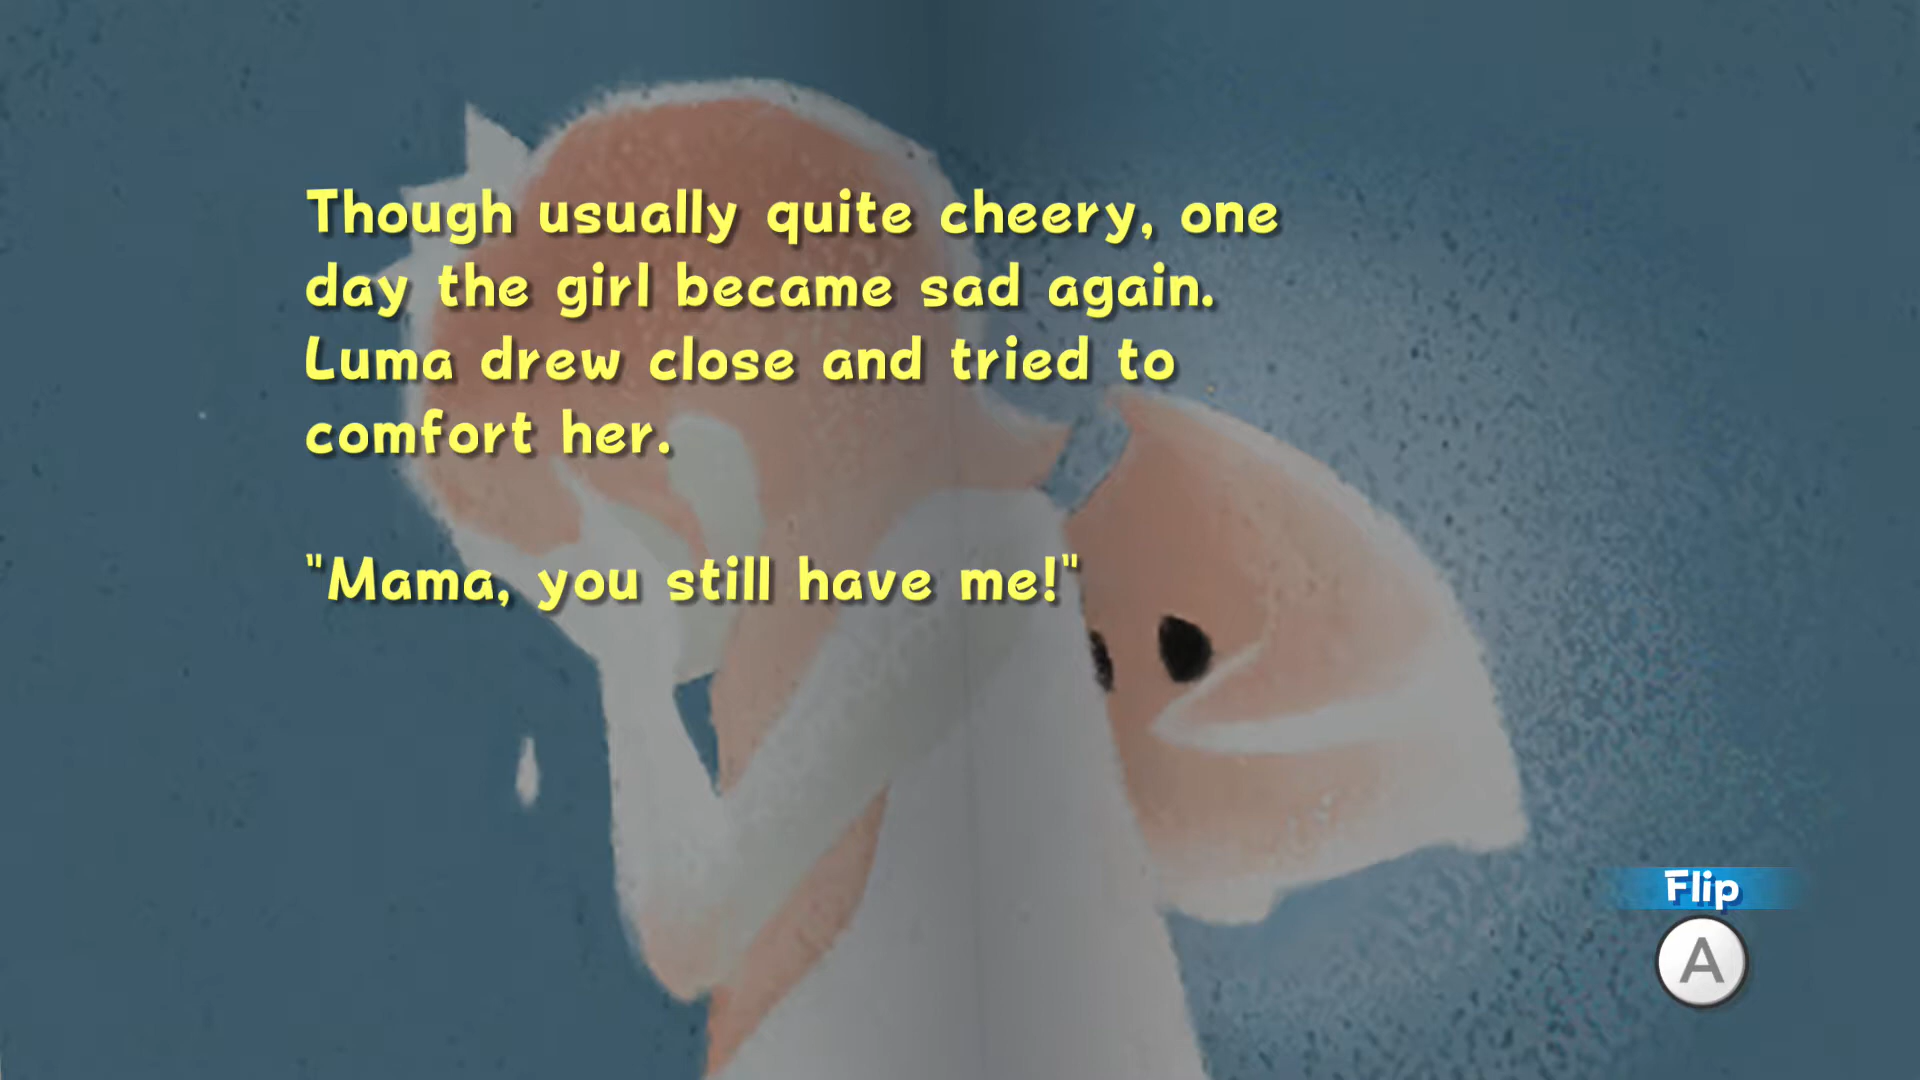 Though usually quite cheery, one
day the girl became sad again.
Luma drew close and tried to
comfort her.
"Mama, you still have me!"
Flip
A